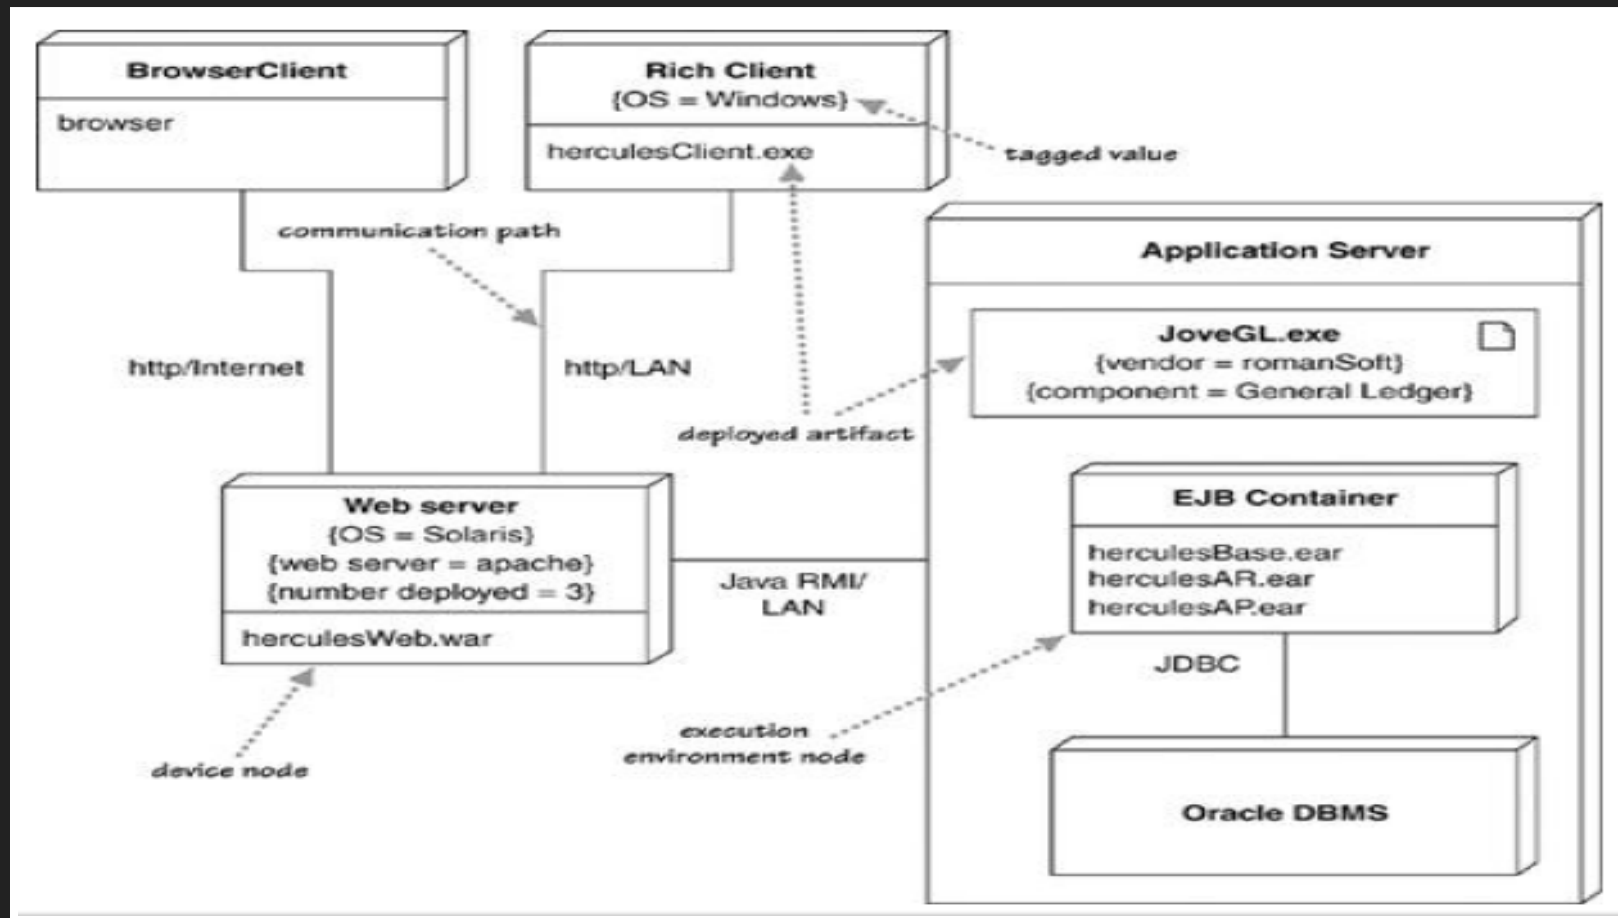 BrowserClient
browser
Rich Client
{OS = Windows}
herculesClient.exe
tagged value
communication path
Application Server
JoveGL.exe
{vendor = romanSoft}
{component = General Ledger}
http/Internet
http/LAN
deployed artifact
Web server
{OS = Solaris}
{web server = apache}
{number deployed = 3}
herculesWeb.war
Java RMI/
LAN
EJB Container
herculesBase.ear
herculesAR.ear
herculesAP.ear
JDBC
execution
environment node
device node
Oracle DBMS